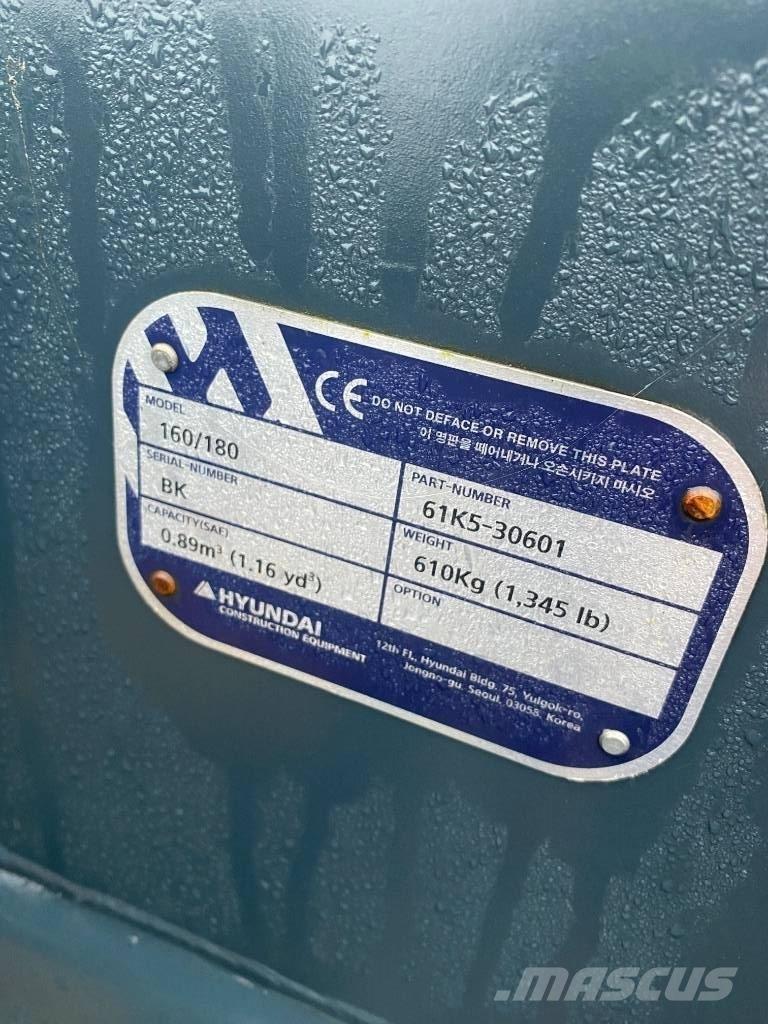 CE DO NOT DEFACE OR REMOVE THIS PLATE
이 명판을 떼어내거나 오손시키지 마시오
MODEL
160/180
SERIAL-NUMBER
BK
CAPACITY(SAF)
0.89m³ (1.16 yd³)
PART-NUMBER
61K5-30601
WEIGHT
610Kg (1,345 lb)
OPTION
HYUNDAI
CONSTRUCTION EQUIPMENT
12th Fl., Hyundai Bldg. 75, Yulgok-ro,
Jongno-gu, Seoul, 03058, Korea
MASCUS